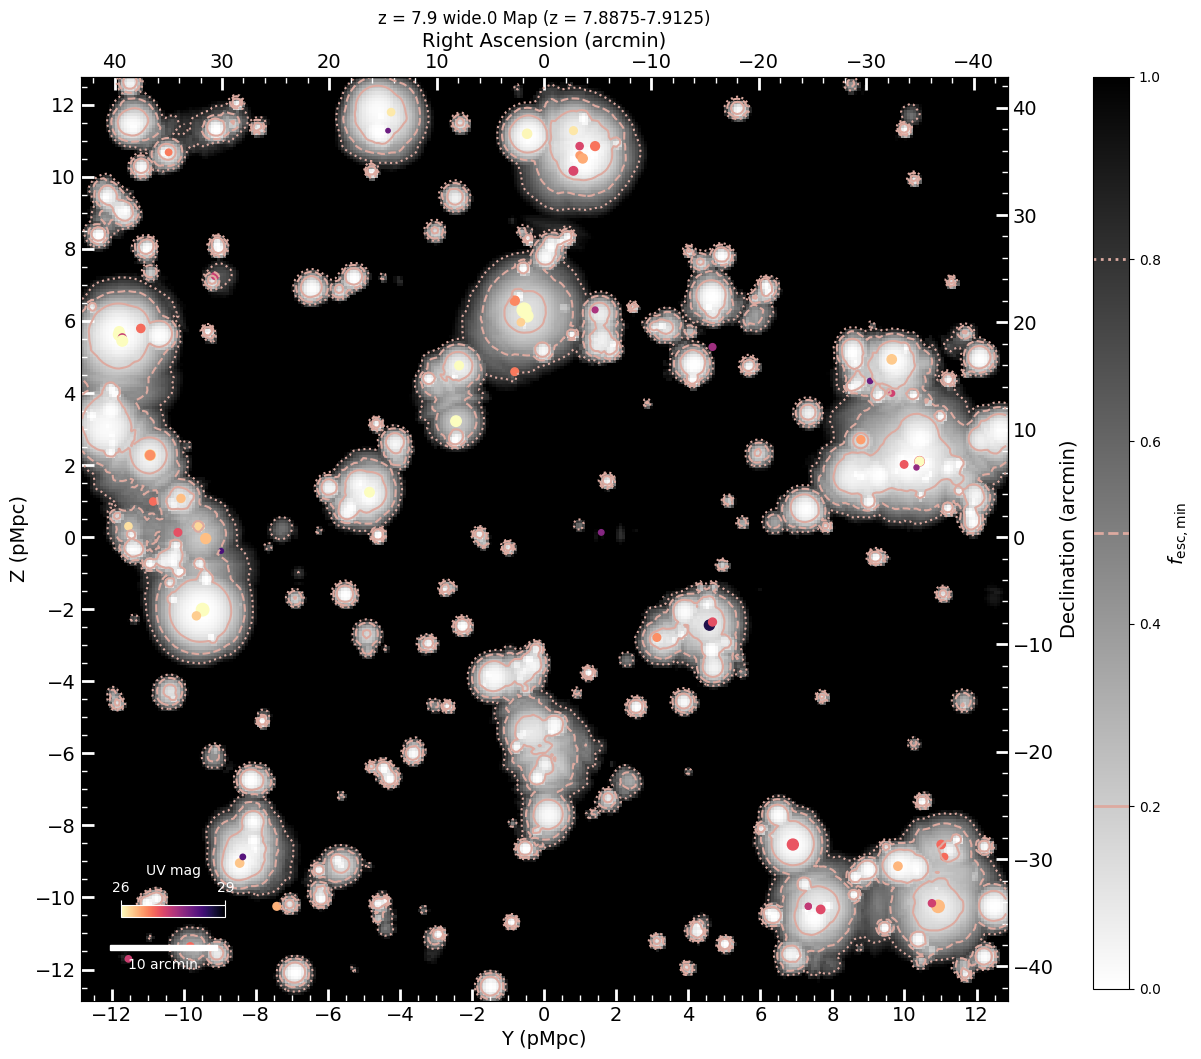 z = 7.9 wide.0 Map (z = 7.8875-7.9125)
Right Ascension (arcmin)
40 30 20 10 0 −10 −20 −30 −40
12
10
8
6
4
2
0
−2
−4
−6
−8
−10
−12
Z (pMpc)
UV mag
26 29
10 arcmin
−12 −10 −8 −6 −4 −2 0 2 4 6 8 10 12
Y (pMpc)
40
30
20
10
0
−10
−20
−30
−40
Declination (arcmin)
1.0
0.8
0.6
0.4
0.2
0.0
f_esc,min